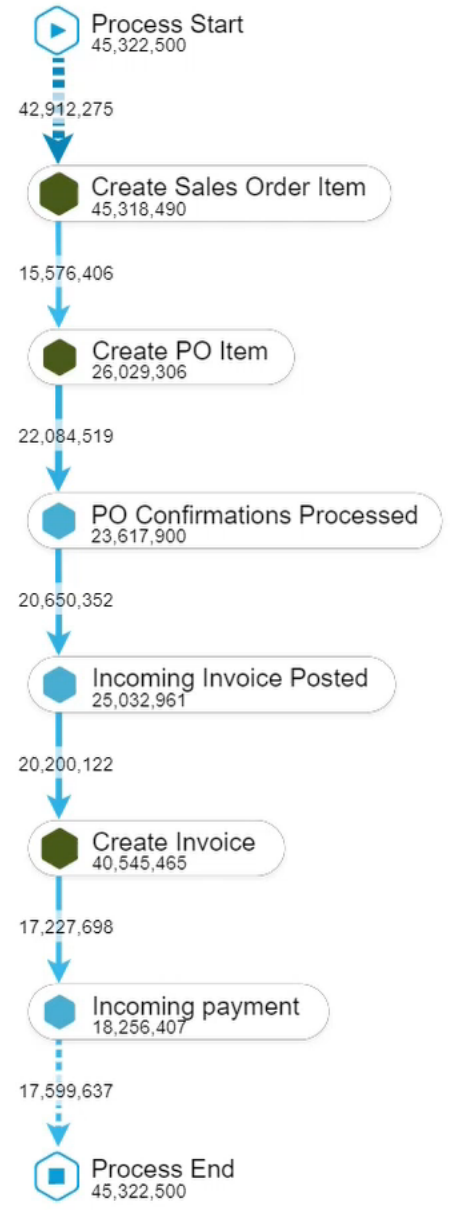 Process Start
45,322,500
42,912,275
Create Sales Order Item
45,318,490
15,576,406
Create PO Item
26,029,306
22,084,519
PO Confirmations Processed
23,617,900
20,650,352
Incoming Invoice Posted
25,032,961
20,200,122
Create Invoice
40,545,465
17,227,698
Incoming payment
18,256,407
17,599,637
Process End
45,322,500